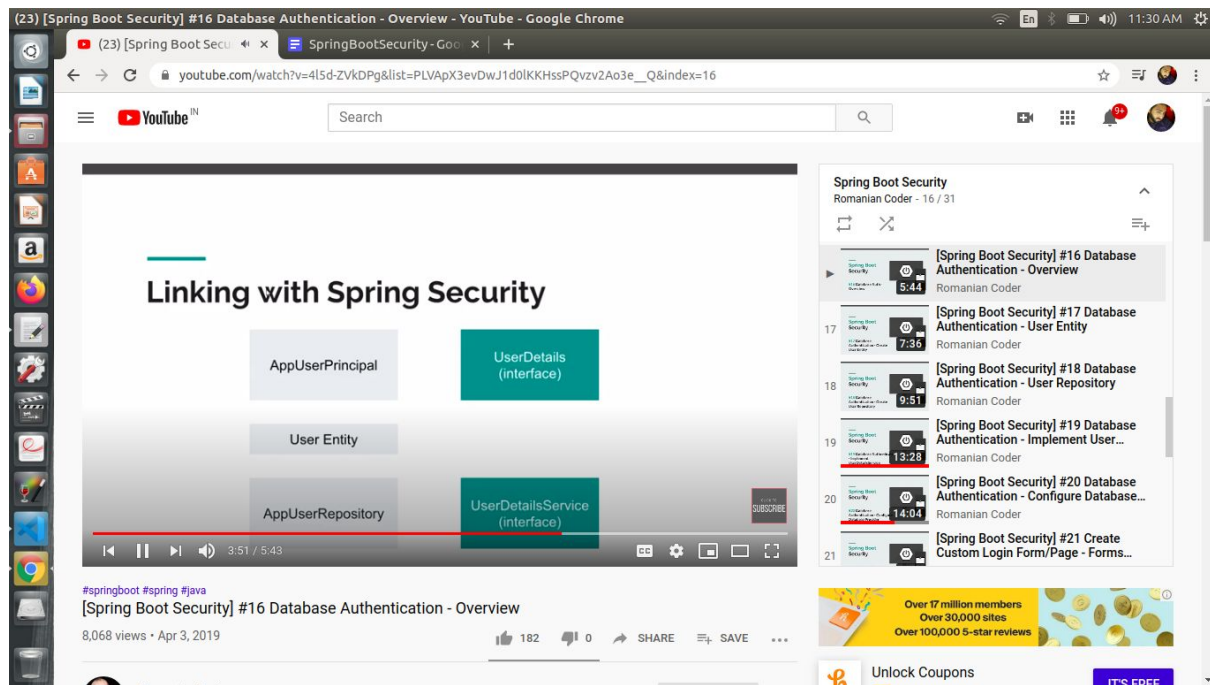 (23) [Spring Boot Security] #16 Database Authentication - Overview - YouTube - Google Chrome
En
11:30 AM
(23) [Spring Boot Secu
SpringBootSecurity - Goo
youtube.com/watch?v=4l5d-ZVkDPg&list=PLVApX3evDwJ1d0lKKHssPQvzv2Ao3e__Q&index=16
YouTube IN
Search
9+
Linking with Spring Security
AppUserPrincipal
UserDetails
(interface)
User Entity
AppUserRepository
UserDetailsService
(interface)
SUBSCRIBE
3:51 / 5:43
CC
#springboot #spring #java
[Spring Boot Security] #16 Database Authentication - Overview
8,068 views • Apr 3, 2019
182
0
SHARE
SAVE
Spring Boot Security
Romanian Coder - 16 / 31
[Spring Boot Security] #16 Database
Authentication - Overview
Romanian Coder
5:44
17
[Spring Boot Security] #17 Database
Authentication - User Entity
Romanian Coder
7:36
18
[Spring Boot Security] #18 Database
Authentication - User Repository
Romanian Coder
9:51
19
[Spring Boot Security] #19 Database
Authentication - Implement User...
Romanian Coder
13:28
20
[Spring Boot Security] #20 Database
Authentication - Configure Database...
Romanian Coder
14:04
21
[Spring Boot Security] #21 Create
Custom Login Form/Page - Forms...
Over 17 million members
Over 30,000 sites
Over 100,000 5-star reviews
Unlock Coupons
IT'S FREE